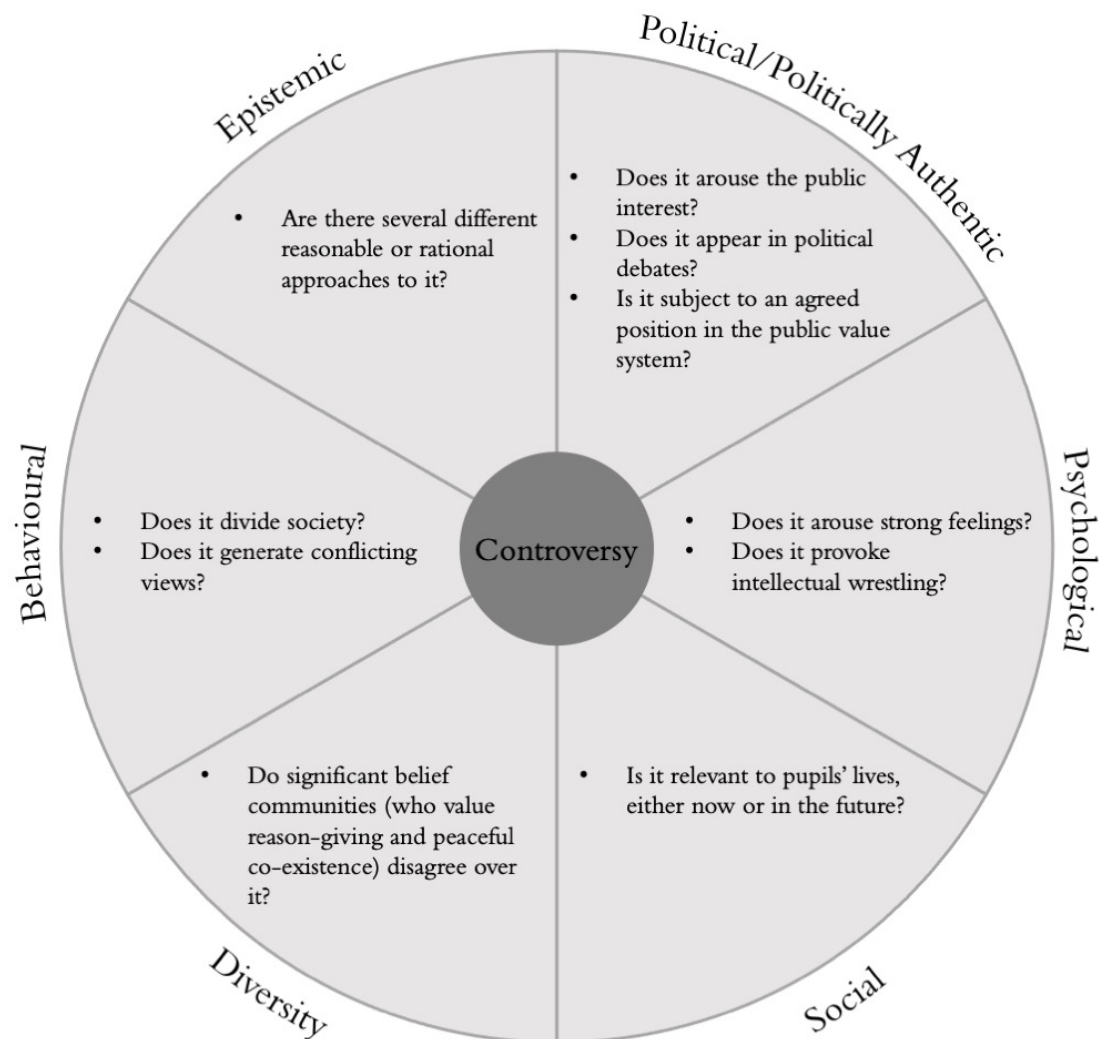 Epistemic
• Are there several different
reasonable or rational
approaches to it?
Political/Politically Authentic
• Does it arouse the public
interest?
• Does it appear in political
debates?
• Is it subject to an agreed
position in the public value
system?
Behavioural
• Does it divide society?
• Does it generate conflicting
views?
Controversy
Psychological
• Does it arouse strong feelings?
• Does it provoke
intellectual wrestling?
Diversity
• Do significant belief
communities (who value
reason-giving and peaceful
co-existence) disagree over
it?
Social
• Is it relevant to pupils’ lives,
either now or in the future?